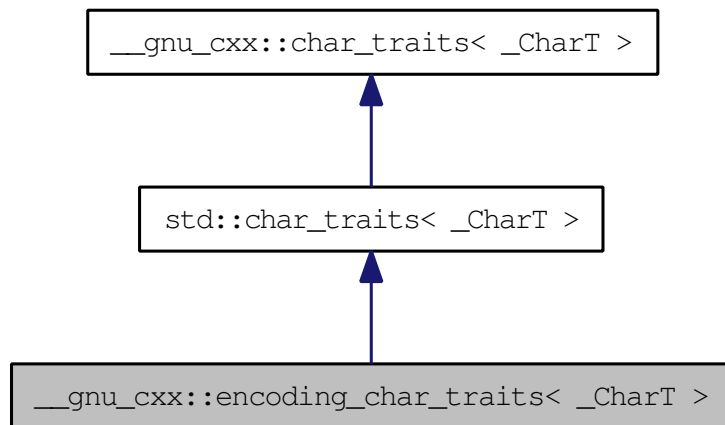 __gnu_cxx::char_traits< _CharT >
std::char_traits< _CharT >
__gnu_cxx::encoding_char_traits< _CharT >